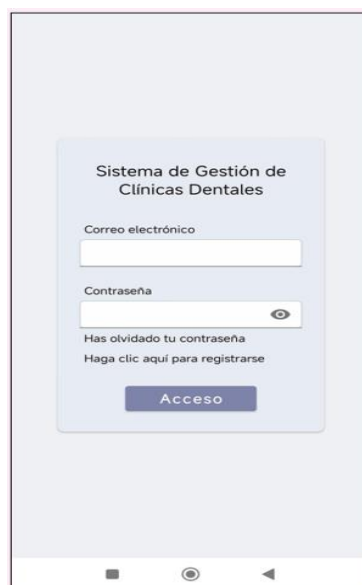 Sistema de Gestión de
Clínicas Dentales
Correo electrónico
Contraseña
Has olvidado tu contraseña
Haga clic aquí para registrarse
Acceso